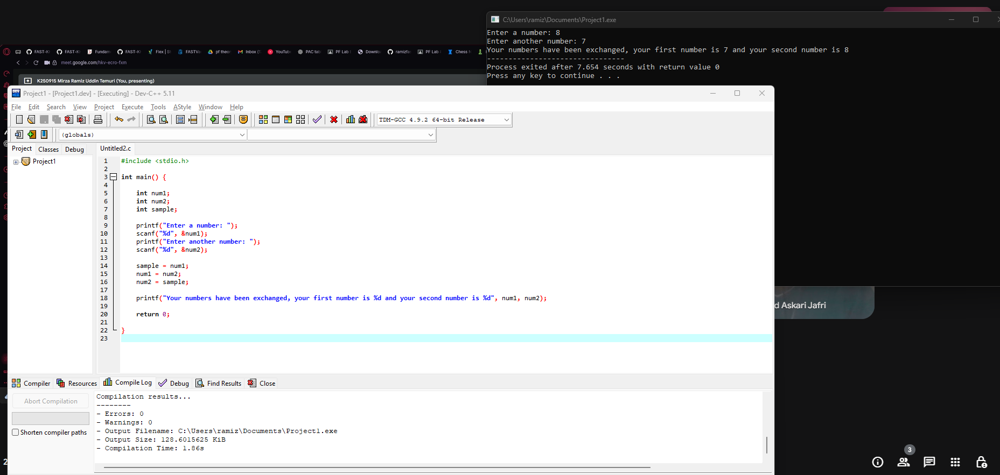 C:\Users\ramiz\Documents\Project1.exe
Enter a number: 8
Enter another number: 7
Your numbers have been exchanged, your first number is 7 and your second number is 8
--------------------------------
Process exited after 7.654 seconds with return value 0
Press any key to continue . . .
FAST-K FAST-K Fundam FAST-K Flex | S FASTVa pf theor Inbox (1 YouTub PAC tab PF Lab Downlo ramizfa PF Lab Chess
meet.google.com/hkv-ecro-fxm
K250915 Mirza Ramiz Uddin Temuri (You, presenting)
Project1 - [Project1.dev] - [Executing] - Dev-C++ 5.11
File Edit Search View Project Execute Tools AStyle Window Help
TDM-GCC 4.9.2 64-bit Release
(globals)
Project Classes Debug
Project1
Untitled2.c
1 #include <stdio.h>
2
3 int main() {
4
5 int num1;
6 int num2;
7 int sample;
8
9 printf("Enter a number: ");
10 scanf("%d", &num1);
11 printf("Enter another number: ");
12 scanf("%d", &num2);
13
14 sample = num1;
15 num1 = num2;
16 num2 = sample;
17
18 printf("Your numbers have been exchanged, your first number is %d and your second number is %d", num1, num2);
19
20 return 0;
21
22 }
23
d Askari Jafri
Compiler Resources Compile Log Debug Find Results Close
Abort Compilation
Shorten compiler paths
Compilation results...
--------
- Errors: 0
- Warnings: 0
- Output Filename: C:\Users\ramiz\Documents\Project1.exe
- Output Size: 128.6015625 KiB
- Compilation Time: 1.86s
3
2